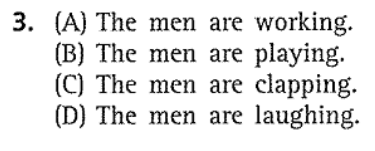 3. (A) The men are working.
(B) The men are playing.
(C) The men are clapping.
(D) The men are laughing.